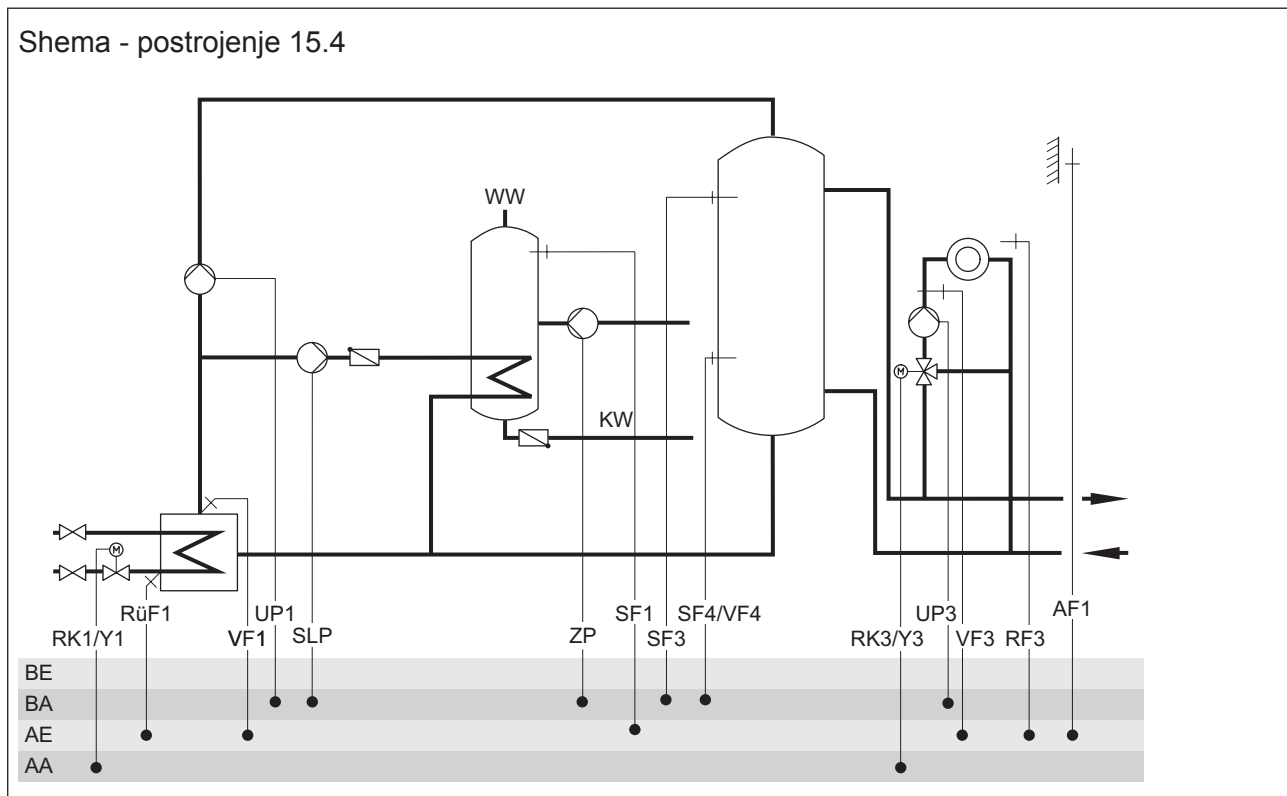 Shema - postrojenje 15.4
WW
KW
M
M
RüF1 UP1 SF1 SF4/VF4 UP3 AF1
RK1/Y1 VF1 SLP ZP SF3 RK3/Y3 VF3 RF3
BE
BA
AE
AA